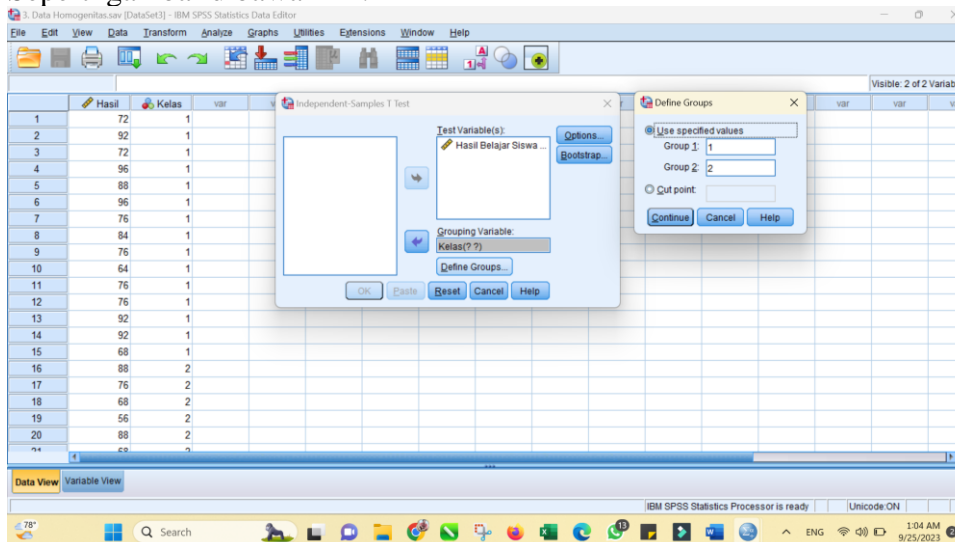 3. Data Homogenitas.sav [DataSet3] - IBM SPSS Statistics Data Editor
File Edit View Data Transform Analyze Graphs Utilities Extensions Window Help
Visible: 2 of 2 Variab
Hasil Kelas var var var
1 72 1
2 92 1
3 72 1
4 96 1
5 88 1
6 96 1
7 76 1
8 84 1
9 76 1
10 64 1
11 76 1
12 76 1
13 92 1
14 92 1
15 68 1
16 88 2
17 76 2
18 68 2
19 56 2
20 88 2
21 68 2
Independent-Samples T Test
Test Variable(s):
Hasil Belajar Siswa ...
Options...
Bootstrap...
Grouping Variable:
Kelas(? ?)
Define Groups...
OK Paste Reset Cancel Help
Define Groups
Use specified values
Group 1: 1
Group 2: 2
Cut point:
Continue Cancel Help
Data View Variable View
IBM SPSS Statistics Processor is ready Unicode:ON
78°
Search
13
ENG
1:04 AM
9/25/2023